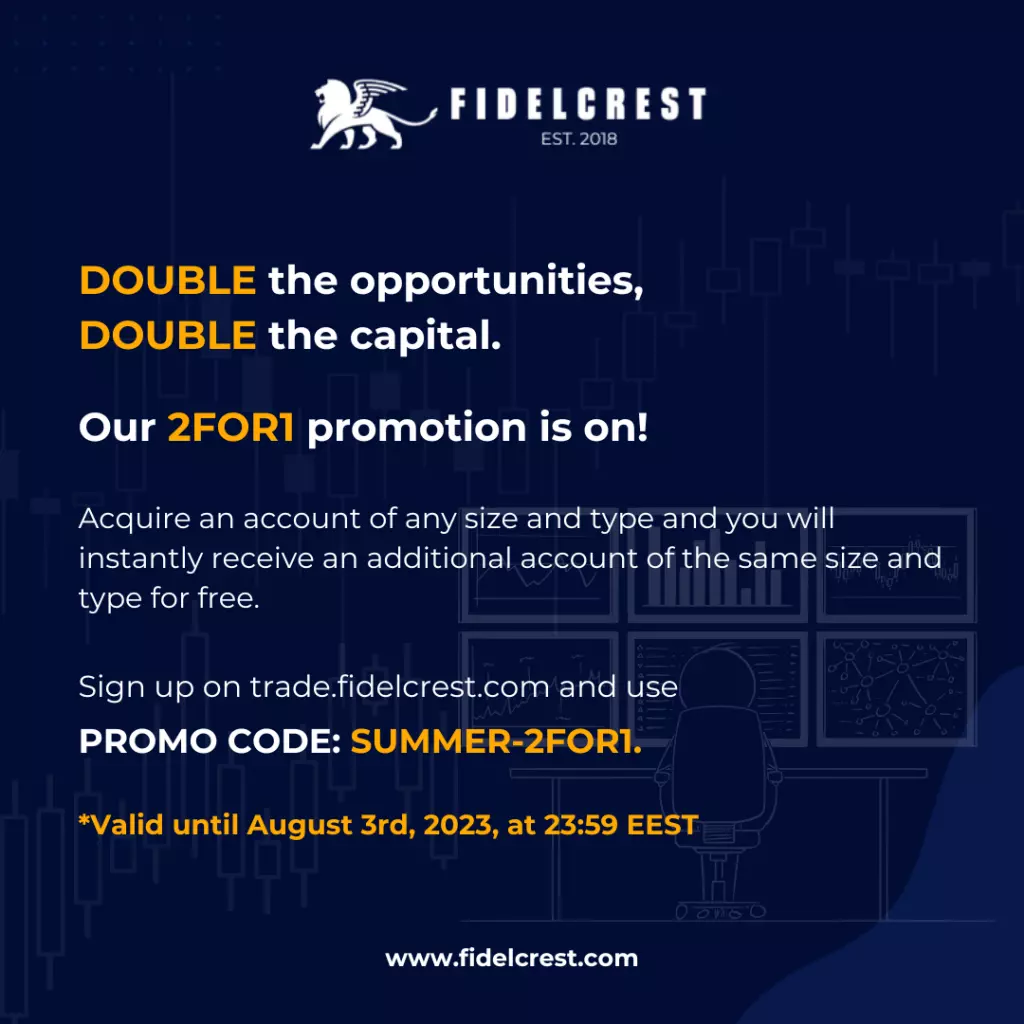 FIDELCREST
EST. 2018
DOUBLE the opportunities,
DOUBLE the capital.
Our 2FOR1 promotion is on!
Acquire an account of any size and type and you will
instantly receive an additional account of the same size and
type for free.
Sign up on trade.fidelcrest.com and use
PROMO CODE: SUMMER-2FOR1.
*Valid until August 3rd, 2023, at 23:59 EEST
www.fidelcrest.com